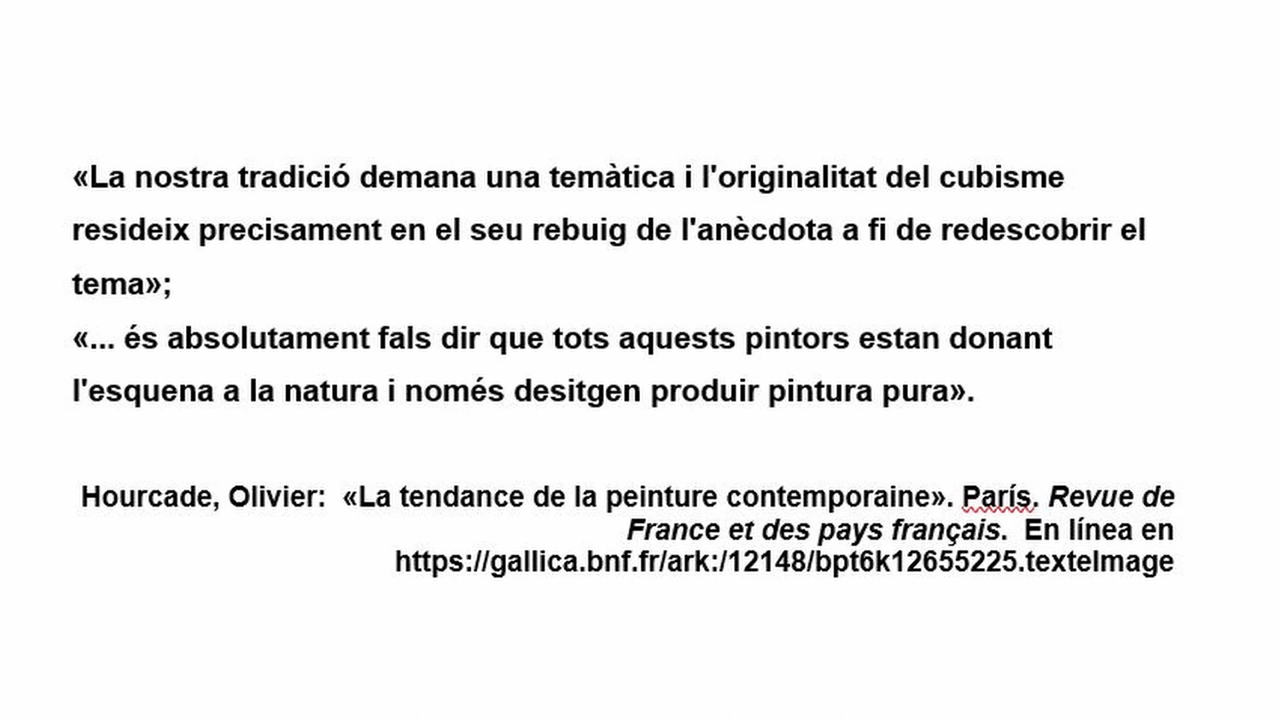 «La nostra tradició demana una temàtica i l'originalitat del cubisme
resideix precisament en el seu rebuig de l'anècdota a fi de redescobrir el
tema»;
«... és absolutament fals dir que tots aquests pintors estan donant
l'esquena a la natura i només desitgen produir pintura pura».
Hourcade, Olivier:  «La tendance de la peinture contemporaine». París. Revue de
France et des pays français.  En línea en
https://gallica.bnf.fr/ark:/12148/bpt6k12655225.texteImage